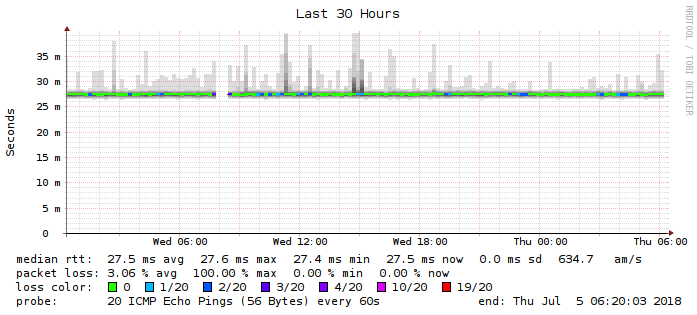 Last 30 Hours
RRDTOOL / TOBI OETIKER
Seconds
35 m
30 m
25 m
20 m
15 m
10 m
5 m
0
Wed 06:00 Wed 12:00 Wed 18:00 Thu 00:00 Thu 06:00
median rtt: 27.5 ms avg 27.6 ms max 27.4 ms min 27.5 ms now 0.0 ms sd 634.7 am/s
packet loss: 3.06 % avg 100.00 % max 0.00 % min 0.00 % now
loss color: 0 1/20 2/20 3/20 4/20 10/20 19/20
probe: 20 ICMP Echo Pings (56 Bytes) every 60s end: Thu Jul 5 06:20:03 2018